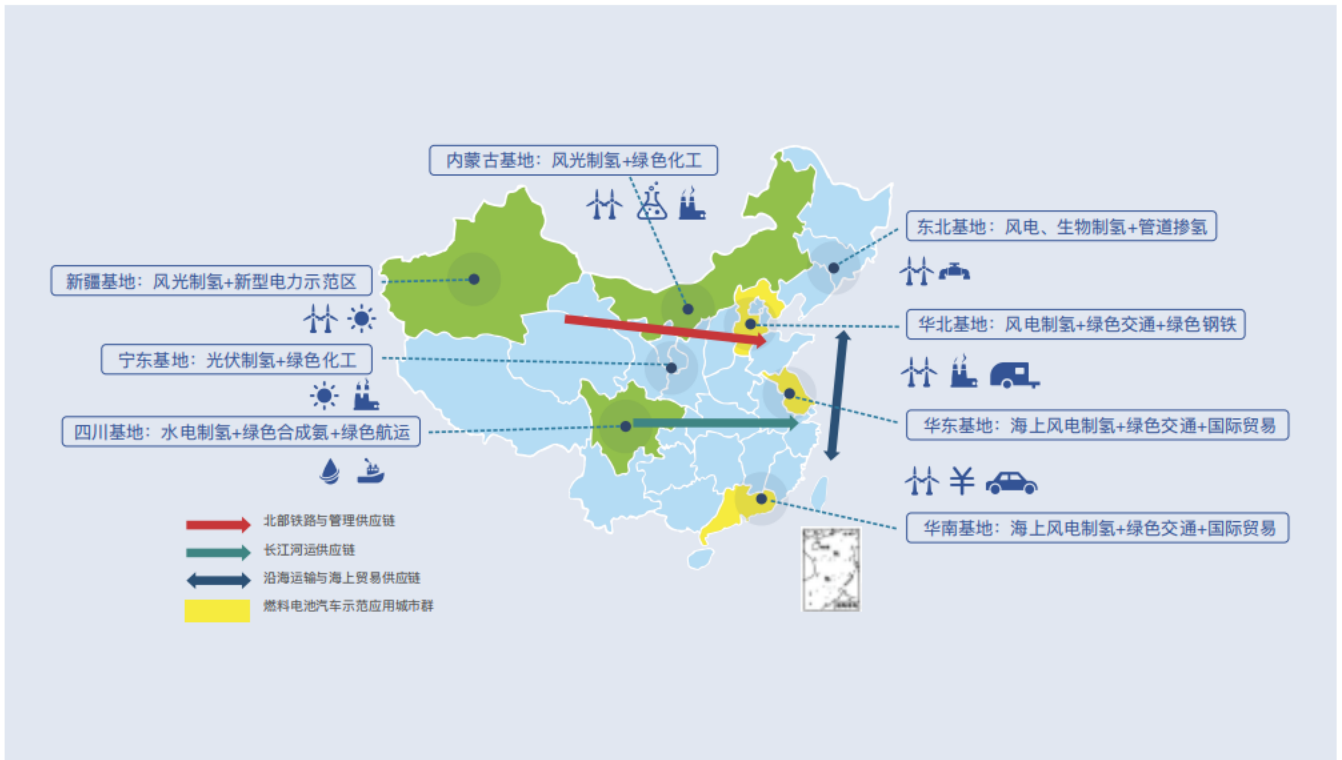 内蒙古基地：风光制氢+绿色化工
东北基地：风电、生物制氢+管道掺氢
新疆基地：风光制氢+新型电力示范区
华北基地：风电制氢+绿色交通+绿色钢铁
宁东基地：光伏制氢+绿色化工
四川基地：水电制氢+绿色合成氨+绿色航运
华东基地：海上风电制氢+绿色交通+国际贸易
¥
华南基地：海上风电制氢+绿色交通+国际贸易
北部铁路与管理供应链
长江河运供应链
沿海运输与海上贸易供应链
燃料电池汽车示范应用城市群